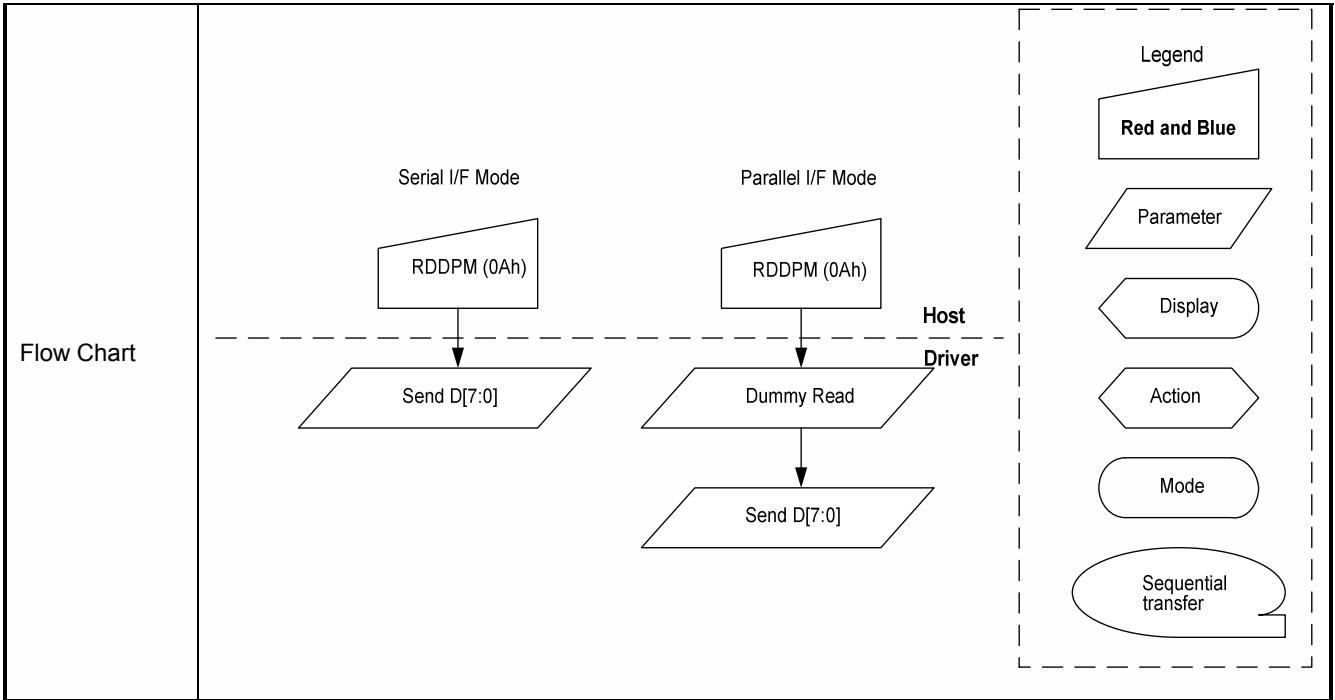 Flow Chart
Serial I/F Mode
RDDPM (0Ah)
Send D[7:0]
Parallel I/F Mode
RDDPM (0Ah)
Host
Driver
Dummy Read
Send D[7:0]
Legend
Red and Blue
Parameter
Display
Action
Mode
Sequential
transfer